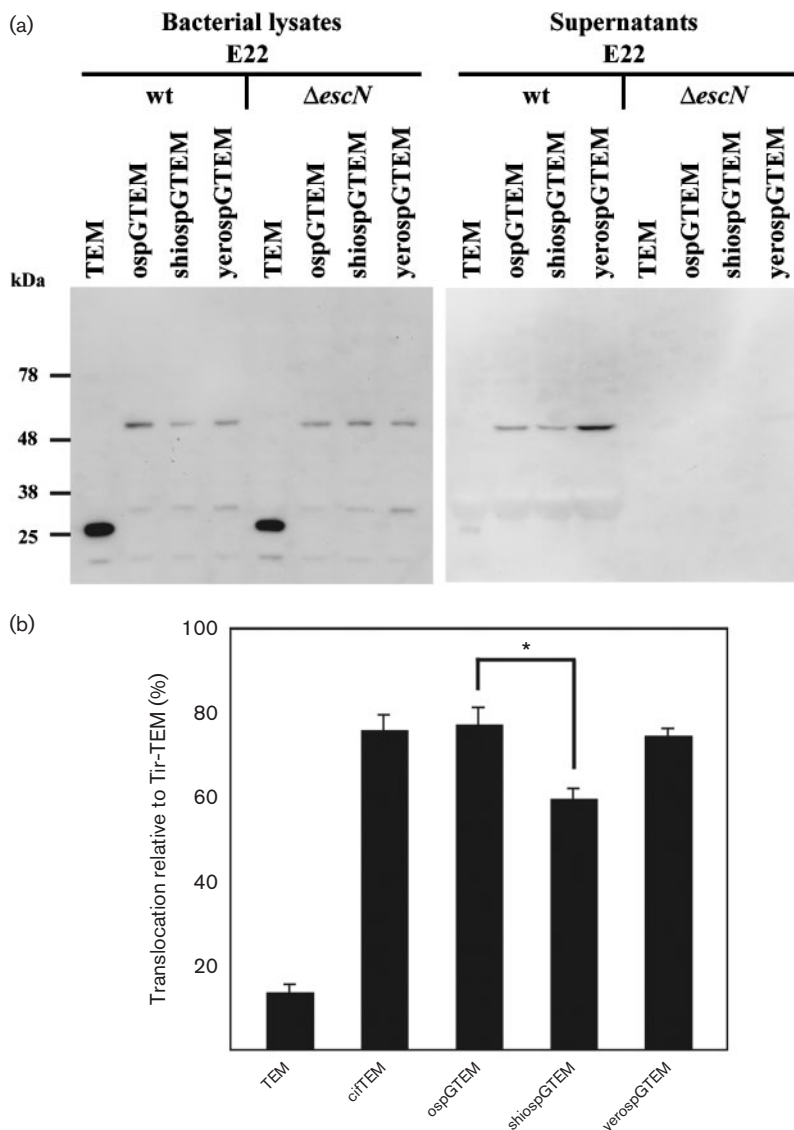 (a)
Bacterial lysates
E22
wt
ΔescN
TEM
ospGTEM
shiospGTEM
yerospGTEM
TEM
ospGTEM
shiospGTEM
yerospGTEM
Supernatants
E22
wt
ΔescN
TEM
ospGTEM
shiospGTEM
yerospGTEM
TEM
ospGTEM
shiospGTEM
yerospGTEM
kDa
78
48
38
25
(b)
Translocation relative to Tir-TEM (%)
100
80
60
40
20
*
TEM
cifTEM
ospGTEM
shiospGTEM
yerospGTEM